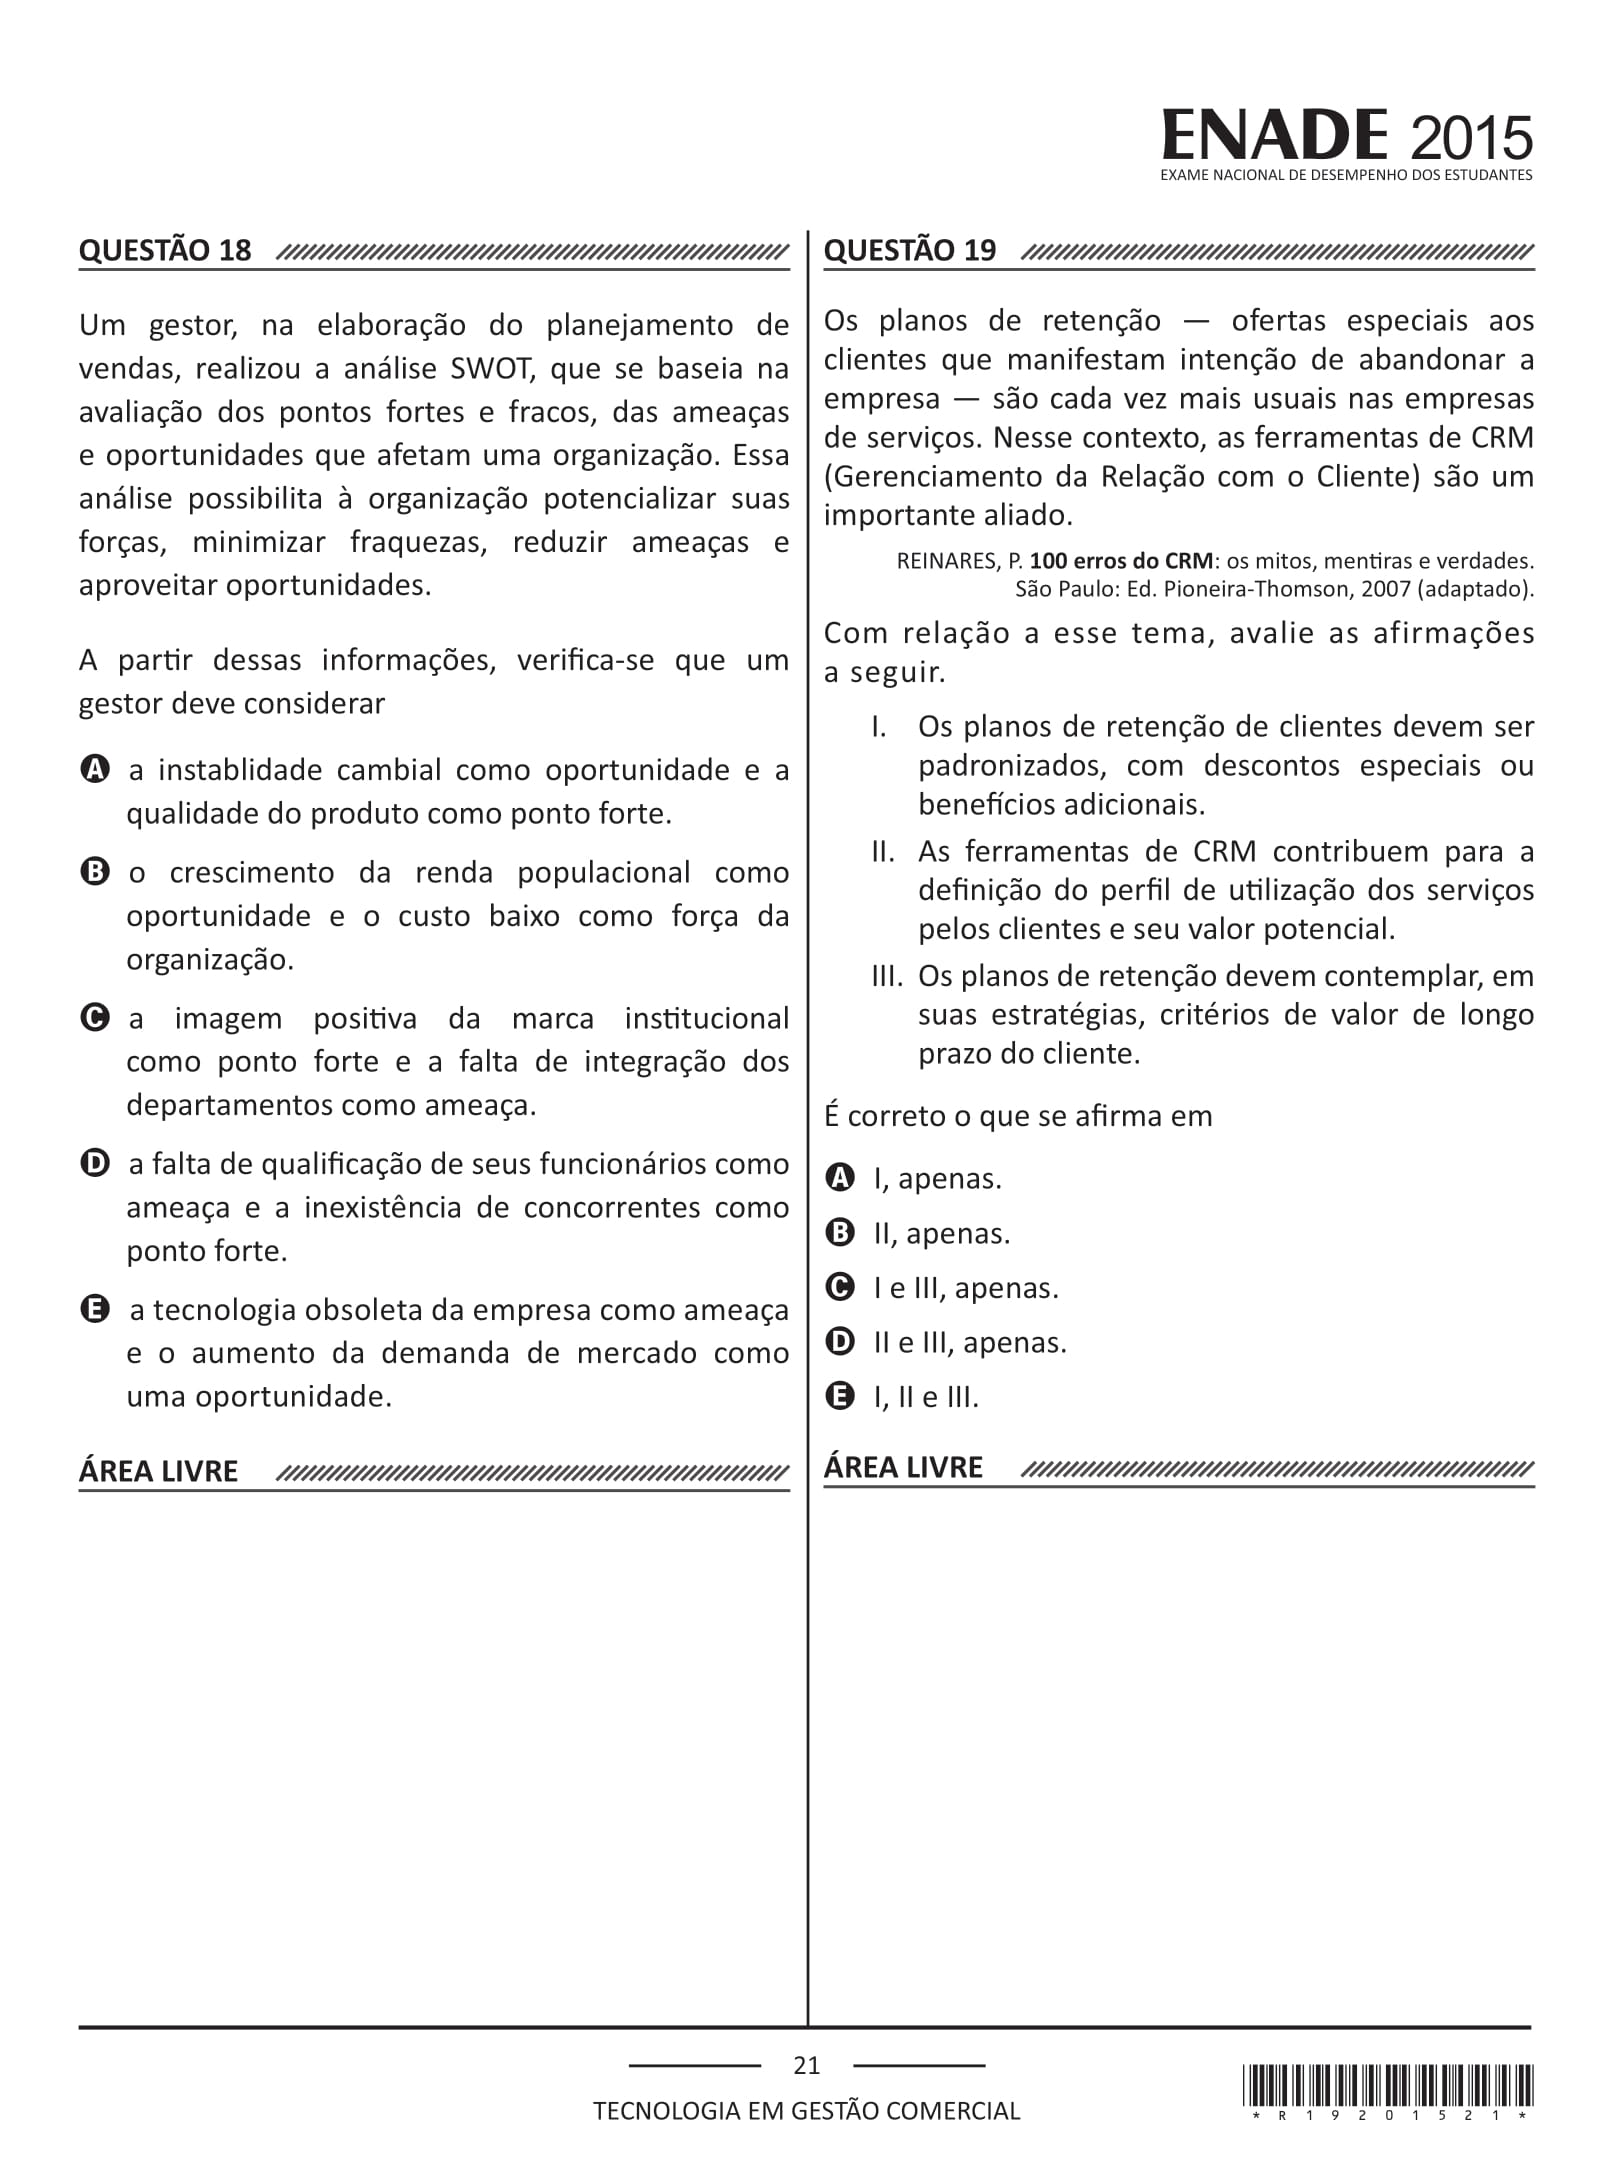 ENADE 2015
EXAME NACIONAL DE DESEMPENHO DOS ESTUDANTES
QUESTÃO 18
Um gestor, na elaboração do planejamento de
vendas, realizou a análise SWOT, que se baseia na
avaliação dos pontos fortes e fracos, das ameaças
e oportunidades que afetam uma organização. Essa
análise possibilita à organização potencializar suas
forças, minimizar fraquezas, reduzir ameaças e
aproveitar oportunidades.
A partir dessas informações, verifica-se que um
gestor deve considerar
A a instablidade cambial como oportunidade e a
qualidade do produto como ponto forte.
B o crescimento da renda populacional como
oportunidade e o custo baixo como força da
organização.
C a imagem positiva da marca institucional
como ponto forte e a falta de integração dos
departamentos como ameaça.
D a falta de qualificação de seus funcionários como
ameaça e a inexistência de concorrentes como
ponto forte.
E a tecnologia obsoleta da empresa como ameaça
e o aumento da demanda de mercado como
uma oportunidade.
ÁREA LIVRE
QUESTÃO 19
Os planos de retenção — ofertas especiais aos
clientes que manifestam intenção de abandonar a
empresa — são cada vez mais usuais nas empresas
de serviços. Nesse contexto, as ferramentas de CRM
(Gerenciamento da Relação com o Cliente) são um
importante aliado.
REINARES, P. 100 erros do CRM: os mitos, mentiras e verdades.
São Paulo: Ed. Pioneira-Thomson, 2007 (adaptado).
Com relação a esse tema, avalie as afirmações
a seguir.
I. Os planos de retenção de clientes devem ser
padronizados, com descontos especiais ou
benefícios adicionais.
II. As ferramentas de CRM contribuem para a
definição do perfil de utilização dos serviços
pelos clientes e seu valor potencial.
III. Os planos de retenção devem contemplar, em
suas estratégias, critérios de valor de longo
prazo do cliente.
É correto o que se afirma em
A I, apenas.
B II, apenas.
C I e III, apenas.
D II e III, apenas.
E I, II e III.
ÁREA LIVRE
21
TECNOLOGIA EM GESTÃO COMERCIAL
* R 1 9 2 0 1 5 2 1 *